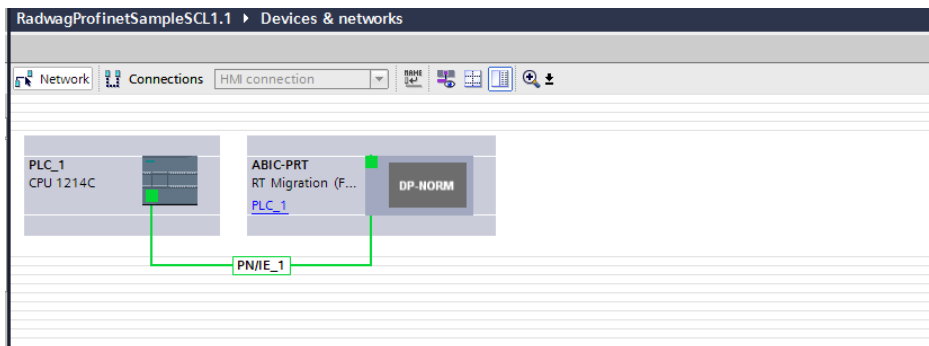 RadwagProfinetSampleSCL1.1 ▸ Devices & networks
Network Connections HMI connection
PLC_1
CPU 1214C
ABIC-PRT
RT Migration (F...
PLC_1
DP-NORM
PN/IE_1